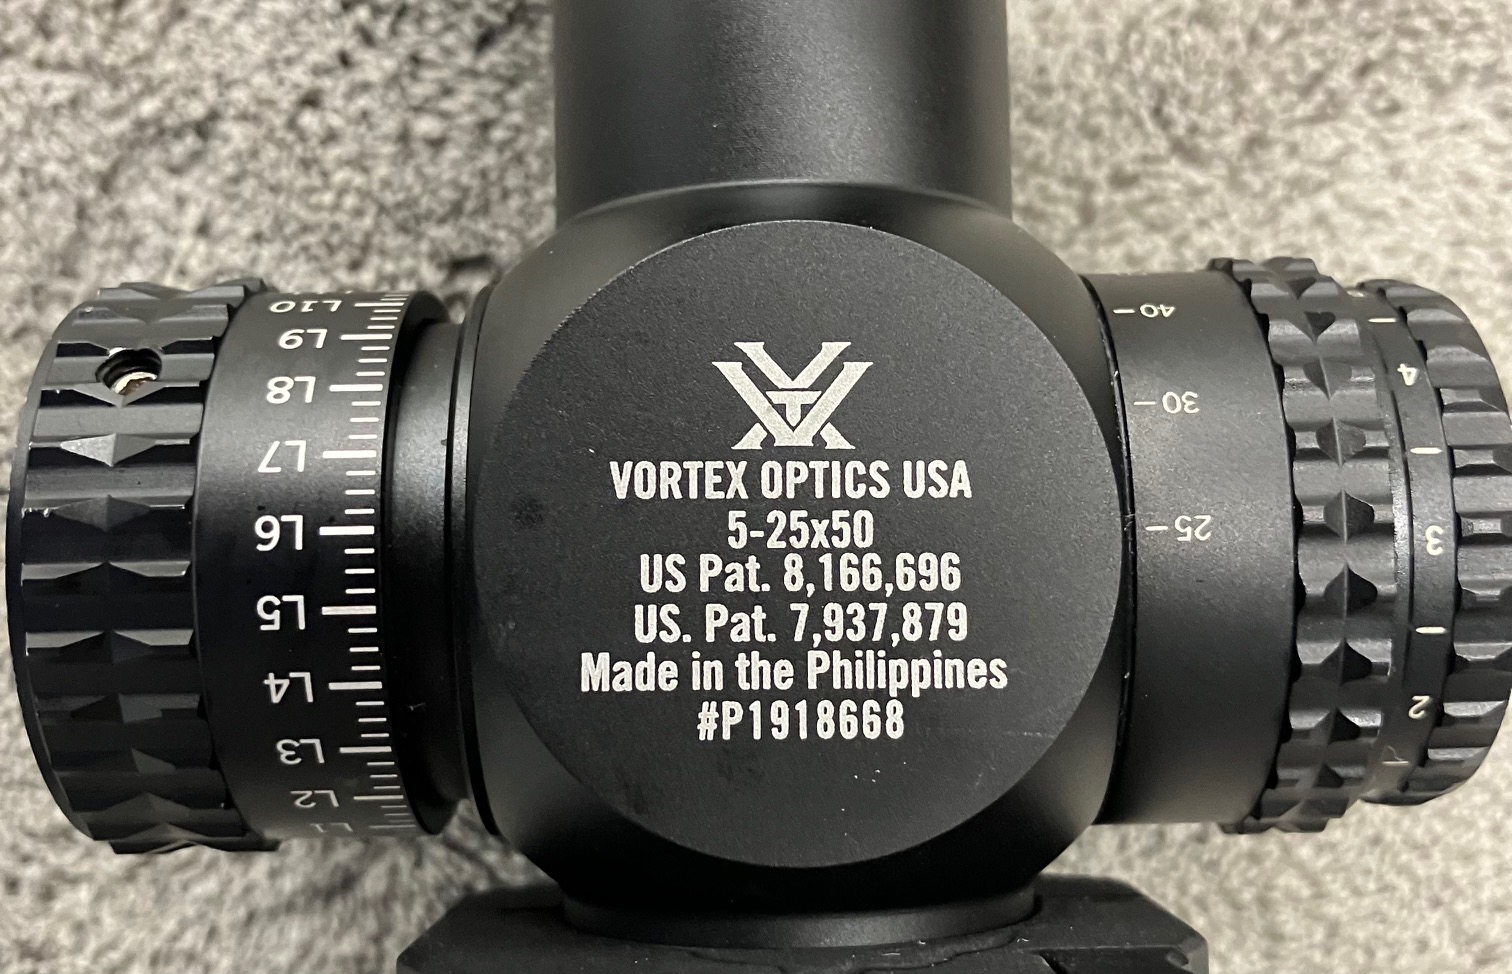 VORTEX OPTICS USA
5-25x50
US Pat. 8,166,696
US. Pat. 7,937,879
Made in the Philippines
#P1918668
L10
L9
L8
L7
L6
L5
L4
L3
L2
L1
40
30
25
4
3
2